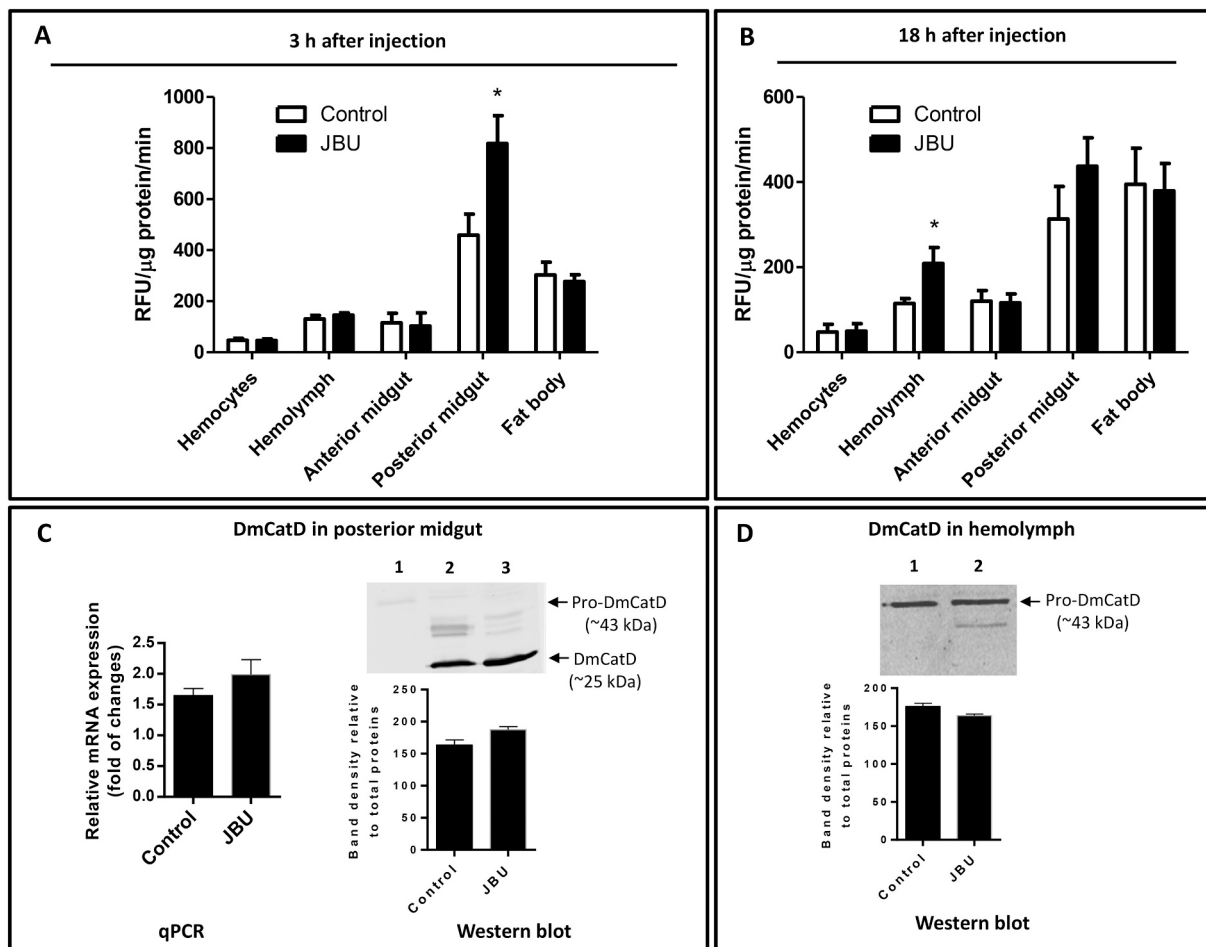 A
3 h after injection
RFU/µg protein/min
1000
800
600
400
200
0
Control
JBU
*
Hemocytes
Hemolymph
Anterior midgut
Posterior midgut
Fat body
B
18 h after injection
RFU/µg protein/min
600
400
200
0
Control
JBU
*
Hemocytes
Hemolymph
Anterior midgut
Posterior midgut
Fat body
C
DmCatD in posterior midgut
Relative mRNA expression
(fold of changes)
2.5
2.0
1.5
1.0
0.5
0.0
Control
JBU
qPCR
1 2 3
Pro-DmCatD
(~43 kDa)
DmCatD
(~25 kDa)
Band density relative
to total proteins
250
200
150
100
50
0
Control
JBU
Western blot
D
DmCatD in hemolymph
1 2
Pro-DmCatD
(~43 kDa)
Band density relative
to total proteins
200
150
100
50
0
Control
JBU
Western blot